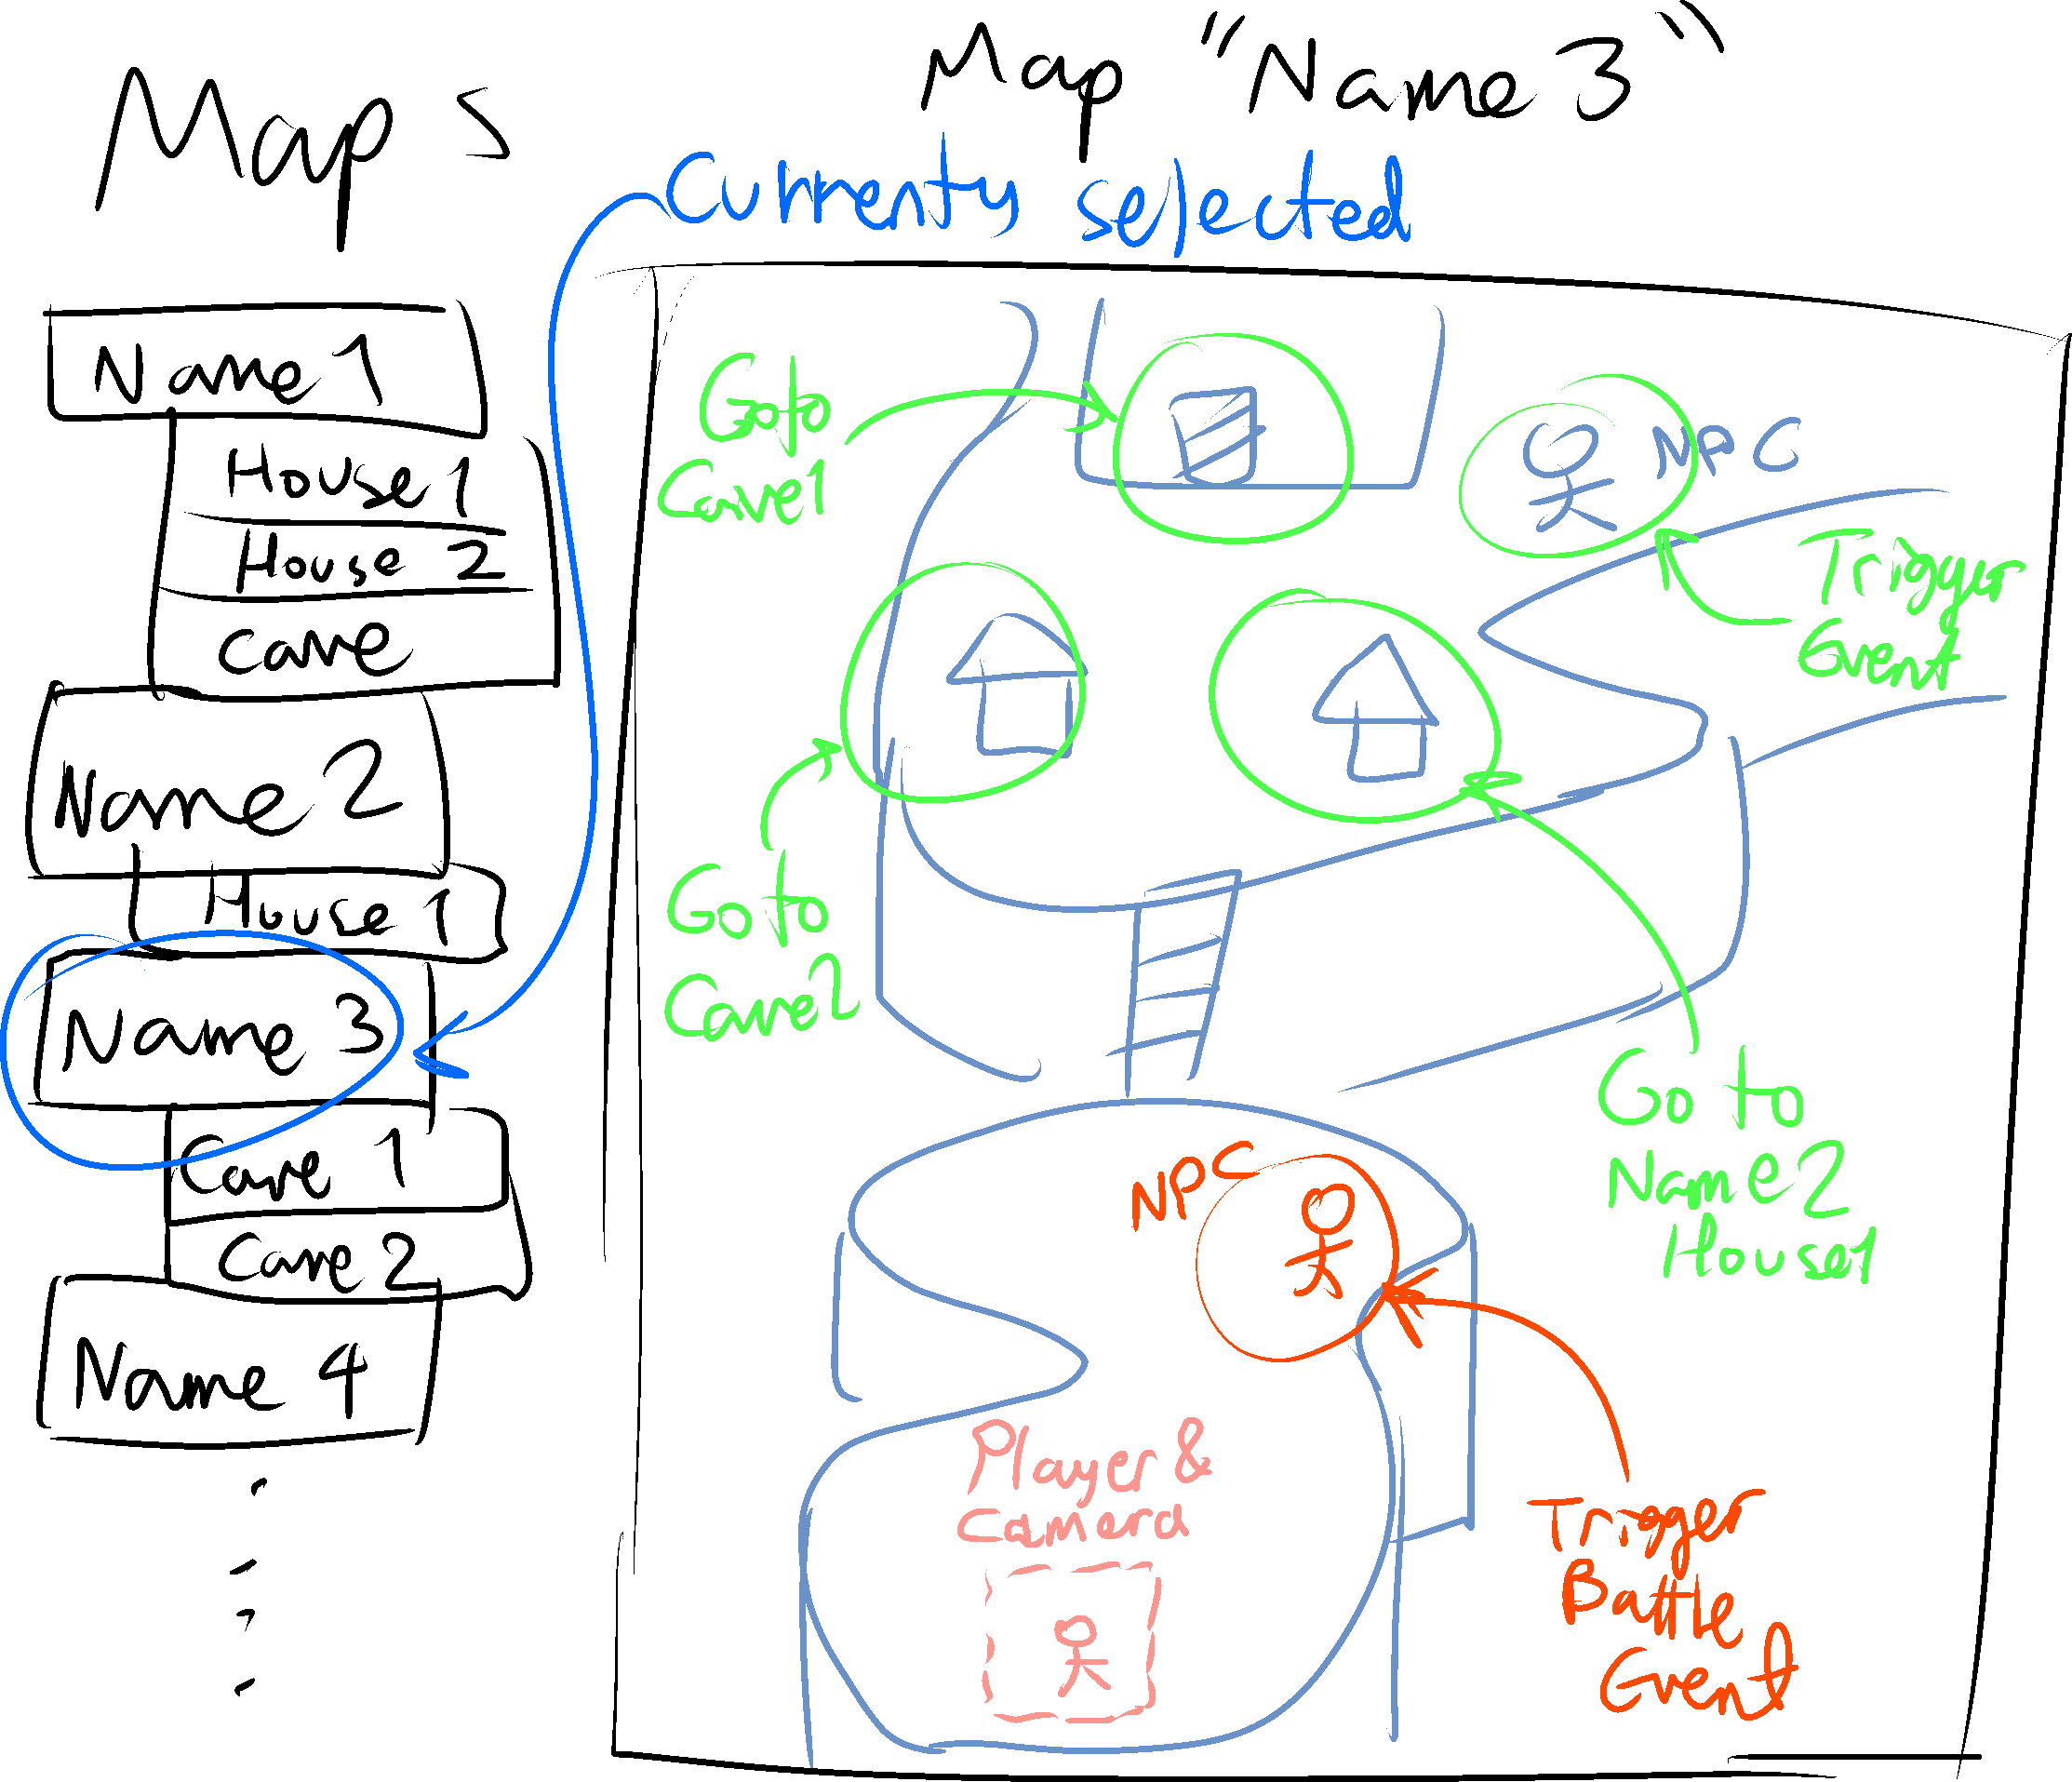 Maps
Name 1
House 1
House 2
Cave
Name 2
House 1
Name 3
Cave 1
Cave 2
Name 4
Map "Name 3"
Currenty selected
Goto
Cave1
NPC
Trigger
Event
Go to
Cave2
Go to
Name2
House1
NPC
Player &
Camera
Trigger
Battle
Event